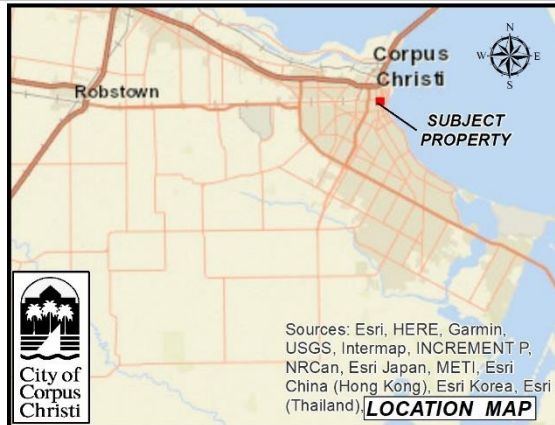 Corpus
Christi
N
W
E
S
Robstown
SUBJECT
PROPERTY
City of
Corpus
Christi
Sources: Esri, HERE, Garmin,
USGS, Intermap, INCREMENT P,
NRCan, Esri Japan, METI, Esri
China (Hong Kong), Esri Korea, Esri
(Thailand),
LOCATION MAP